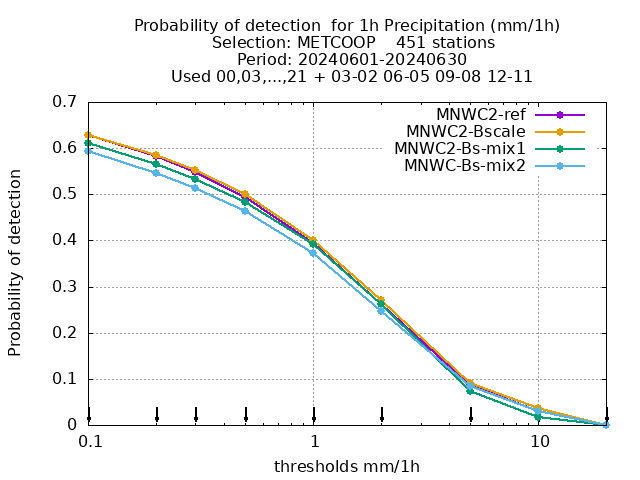 Probability of detection  for 1h Precipitation (mm/1h)
Selection: METCOOP    451 stations
Period: 20240601-20240630
Used 00,03,...,21 + 03-02 06-05 09-08 12-11
MNWC2-ref
MNWC2-Bscale
MNWC2-Bs-mix1
MNWC-Bs-mix2
Probability of detection
0.7
0.6
0.5
0.4
0.3
0.2
0.1
0
0.1 1 10
thresholds mm/1h